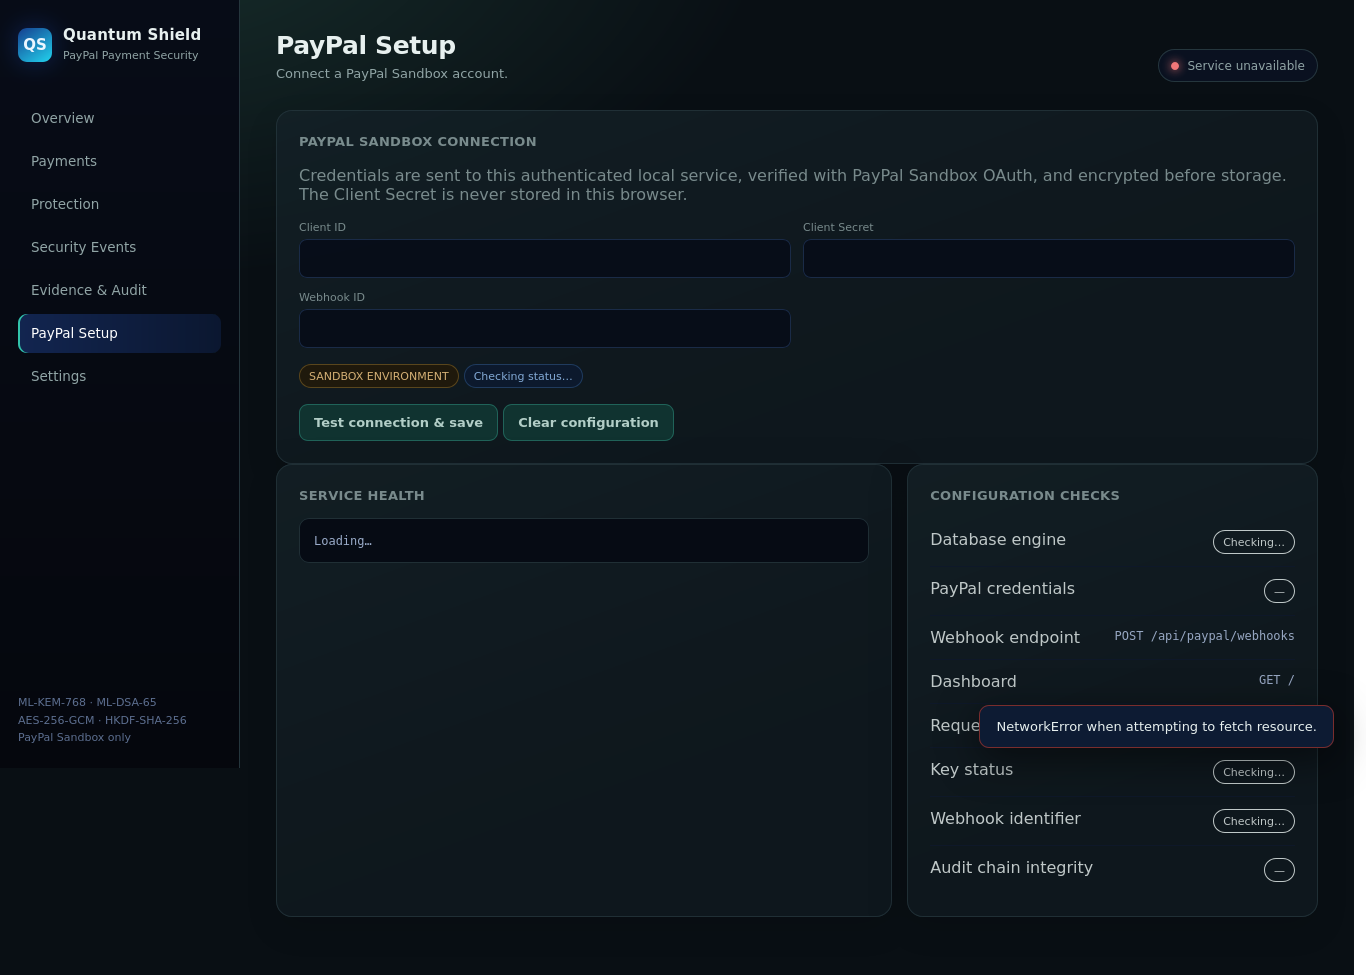 QS
Quantum Shield
PayPal Payment Security
Overview
Payments
Protection
Security Events
Evidence & Audit
PayPal Setup
Settings
ML-KEM-768 · ML-DSA-65
AES-256-GCM · HKDF-SHA-256
PayPal Sandbox only
PayPal Setup
Connect a PayPal Sandbox account.
Service unavailable
PAYPAL SANDBOX CONNECTION
Credentials are sent to this authenticated local service, verified with PayPal Sandbox OAuth, and encrypted before storage.
The Client Secret is never stored in this browser.
Client ID
Client Secret
Webhook ID
SANDBOX ENVIRONMENT
Checking status…
Test connection & save
Clear configuration
SERVICE HEALTH
Loading…
CONFIGURATION CHECKS
Database engine
Checking…
PayPal credentials
—
Webhook endpoint
POST /api/paypal/webhooks
Dashboard
GET /
NetworkError when attempting to fetch resource.
Key status
Checking…
Webhook identifier
Checking…
Audit chain integrity
—